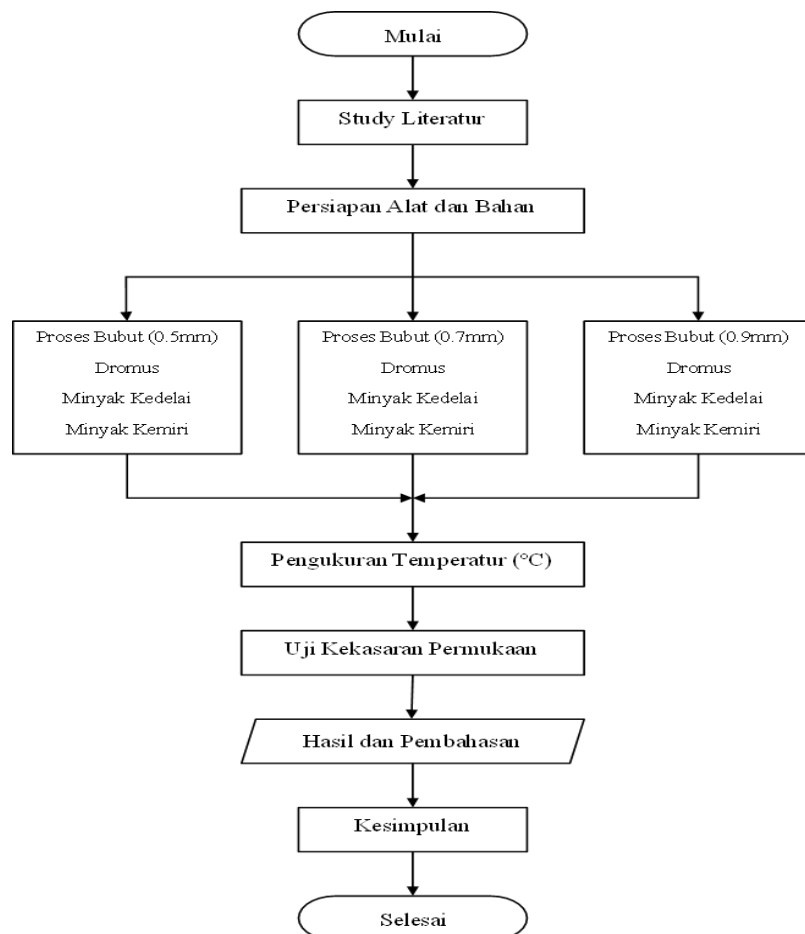 Mulai
Study Literatur
Persiapan Alat dan Bahan
Proses Bubut (0.5mm)
Dromus
Minyak Kedelai
Minyak Kemiri
Proses Bubut (0.7mm)
Dromus
Minyak Kedelai
Minyak Kemiri
Proses Bubut (0.9mm)
Dromus
Minyak Kedelai
Minyak Kemiri
Pengukuran Temperatur (°C)
Uji Kekasaran Permukaan
Hasil dan Pembahasan
Kesimpulan
Selesai